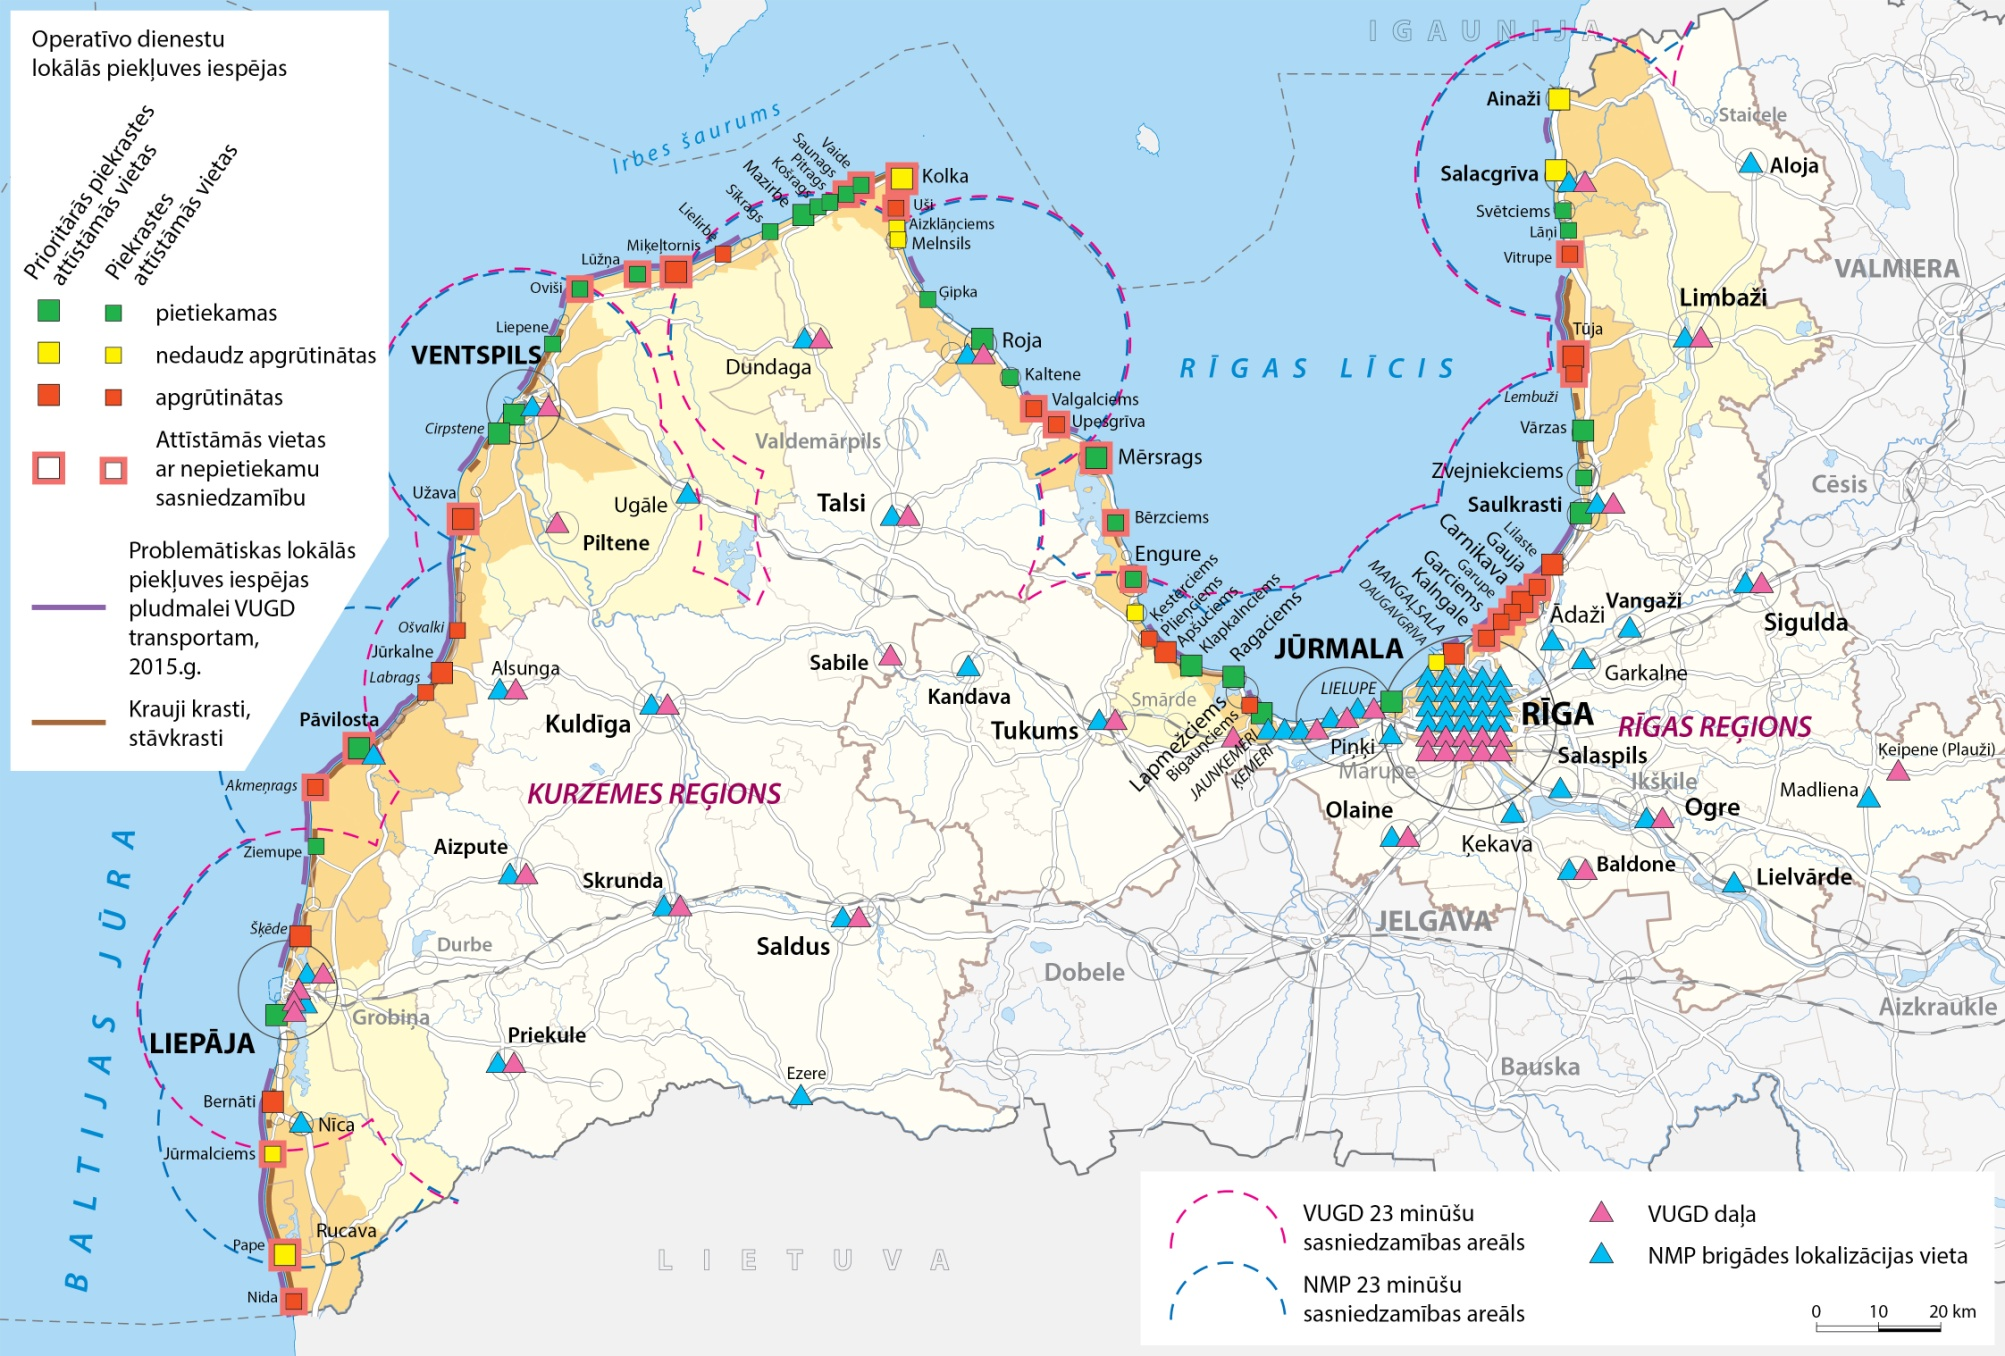 Operatīvo dienestu
lokālās piekļuves iespējas
Prioritārās piekrastes
attīstāmās vietas
Piekrastes
attīstāmās vietas
pietiekamas
nedaudz apgrūtinātas
apgrūtinātas
Attīstāmās vietas
ar nepietiekamu
sasniedzamību
Problemātiskas lokālās
piekļuves iespējas
pludmalei VUGD
transportam,
2015.g.
Krauji krasti,
stāvkrasti
IGAUNIJA
Irbes šaurums
RĪGAS LĪCIS
BALTIJAS JŪRA
LIETUVA
Ainaži
Staicele
Aloja
Salacgrīva
Svētciems
Lāņi
Vitrupe
VALMIERA
Limbaži
Tūja
Lembuži
Vārzas
Zvejniekciems
Saulkrasti
Cēsis
Lilaste
Gauja
Carnikava
Garupe
Garciems
Kalngale
MANGAĻSALA
DAUGAVGRĪVA
Ādaži
Vangaži
Sigulda
Garkalne
Kolka
Vaide
Saunags
Pitrags
Košrags
Mazirbe
Sīkrags
Lielirbe
Miķeļtornis
Lūžņa
Oviši
Liepene
VENTSPILS
Cirpstene
Uši
Aizklāņciems
Melnsils
Ģipka
Roja
Kaltene
Valgalciems
Upesgrīva
Mērsrags
Bērzciems
Engure
Ķesterciems
Plieņciems
Apšuciems
Klapkalnciems
Ragaciems
Lapmežciems
Bigauņciems
JAUNĶEMERI
ĶEMERI
JŪRMALA
LIELUPE
RĪGA
RĪGAS REĢIONS
Piņķi
Mārupe
Salaspils
Ikšķile
Ogre
Ķeipene (Plauži)
Madliena
Olaine
Ķekava
Baldone
Lielvārde
JELGAVA
Dobele
Bauska
Aizkraukle
Dundaga
Valdemārpils
Talsi
Ugāle
Piltene
Užava
Ošvalki
Jūrkalne
Labrags
Pāvilosta
Akmeņrags
Ziemupe
Šķēde
LIEPĀJA
Grobiņa
Durbe
Bernāti
Nīca
Jūrmalciems
Pape
Rucava
Nida
Alsunga
Kuldīga
Sabile
Kandava
Tukums
Smārde
KURZEMES REĢIONS
Aizpute
Skrunda
Saldus
Priekule
Ezere
VUGD 23 minūšu
sasniedzamības areāls
NMP 23 minūšu
sasniedzamības areāls
VUGD daļa
NMP brigādes lokalizācijas vieta
0 10 20 km